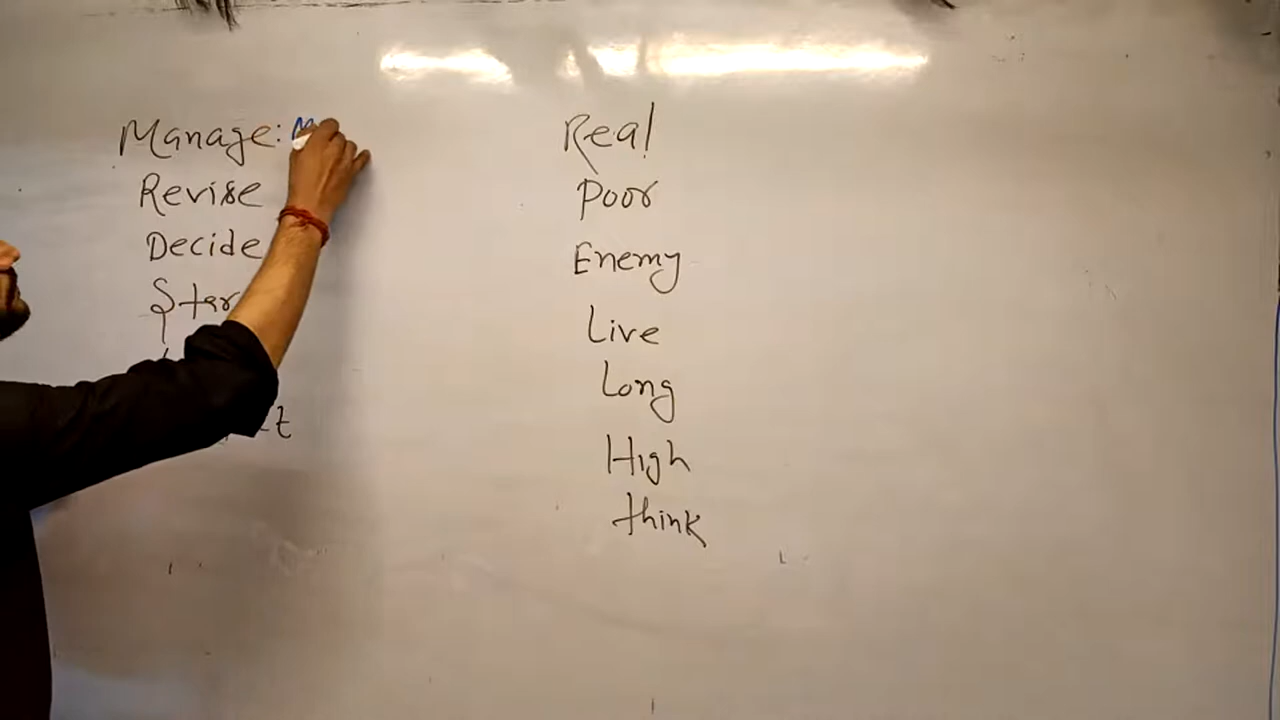 Manage:
Revise
Decide
Real
Poor
Enemy
Live
Long
High
think